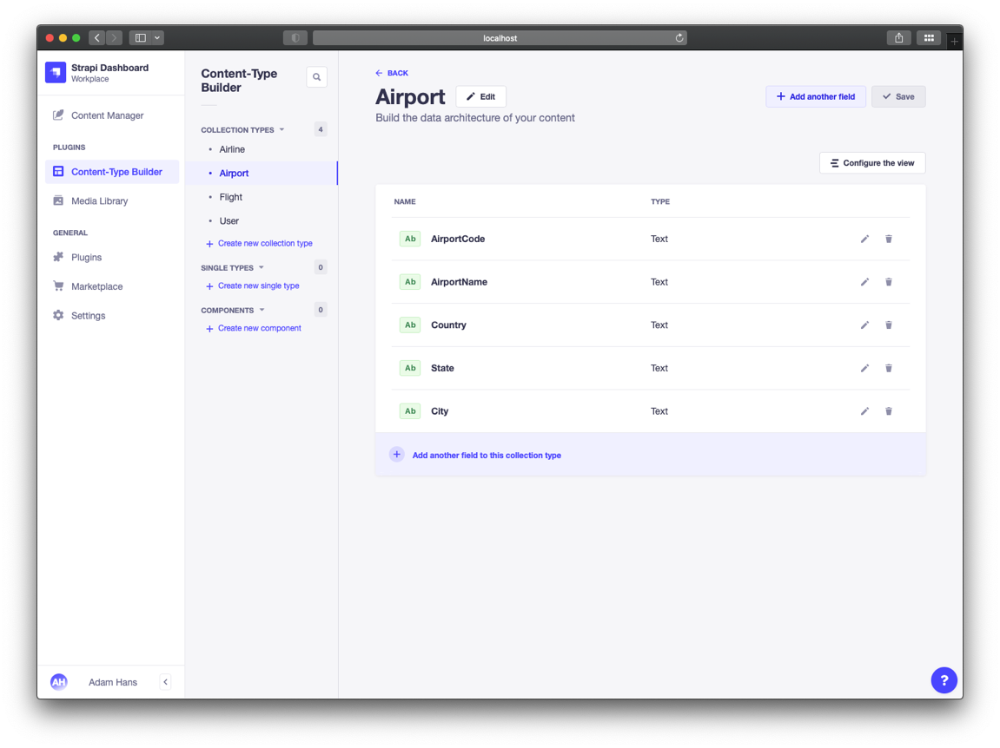 localhost
Strapi Dashboard
Workplace
Content Manager
PLUGINS
Content-Type Builder
Media Library
GENERAL
Plugins
Marketplace
Settings
AH Adam Hans
Content-Type
Builder
COLLECTION TYPES 4
Airline
Airport
Flight
User
Create new collection type
SINGLE TYPES 0
Create new single type
COMPONENTS 0
Create new component
BACK
Airport Edit
Add another field Save
Build the data architecture of your content
Configure the view
NAME TYPE
Ab AirportCode Text
Ab AirportName Text
Ab Country Text
Ab State Text
Ab City Text
Add another field to this collection type
?